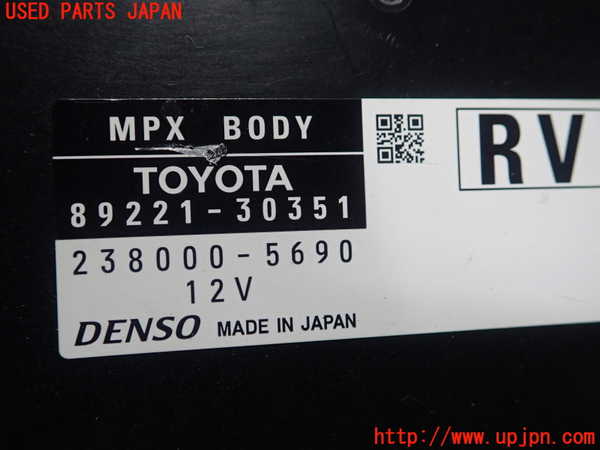 USED PARTS JAPAN
MPX BODY
TOYOTA
89221-30351
238000-5690
12V
DENSO MADE IN JAPAN
RV
http://www.upjpn.com/